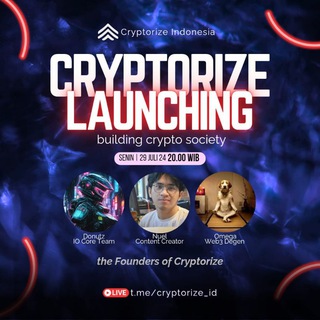 Cryptorize Indonesia
CRYPTORIZE
LAUNCHING
building crypto society
SENIN | 29 JULI 24 20.00 WIB
Donutz
IO.Core Team
Nuel
Content Creator
Omega
Web3 Degen
the Founders of Cryptorize
LIVE t.me/cryptorize_id